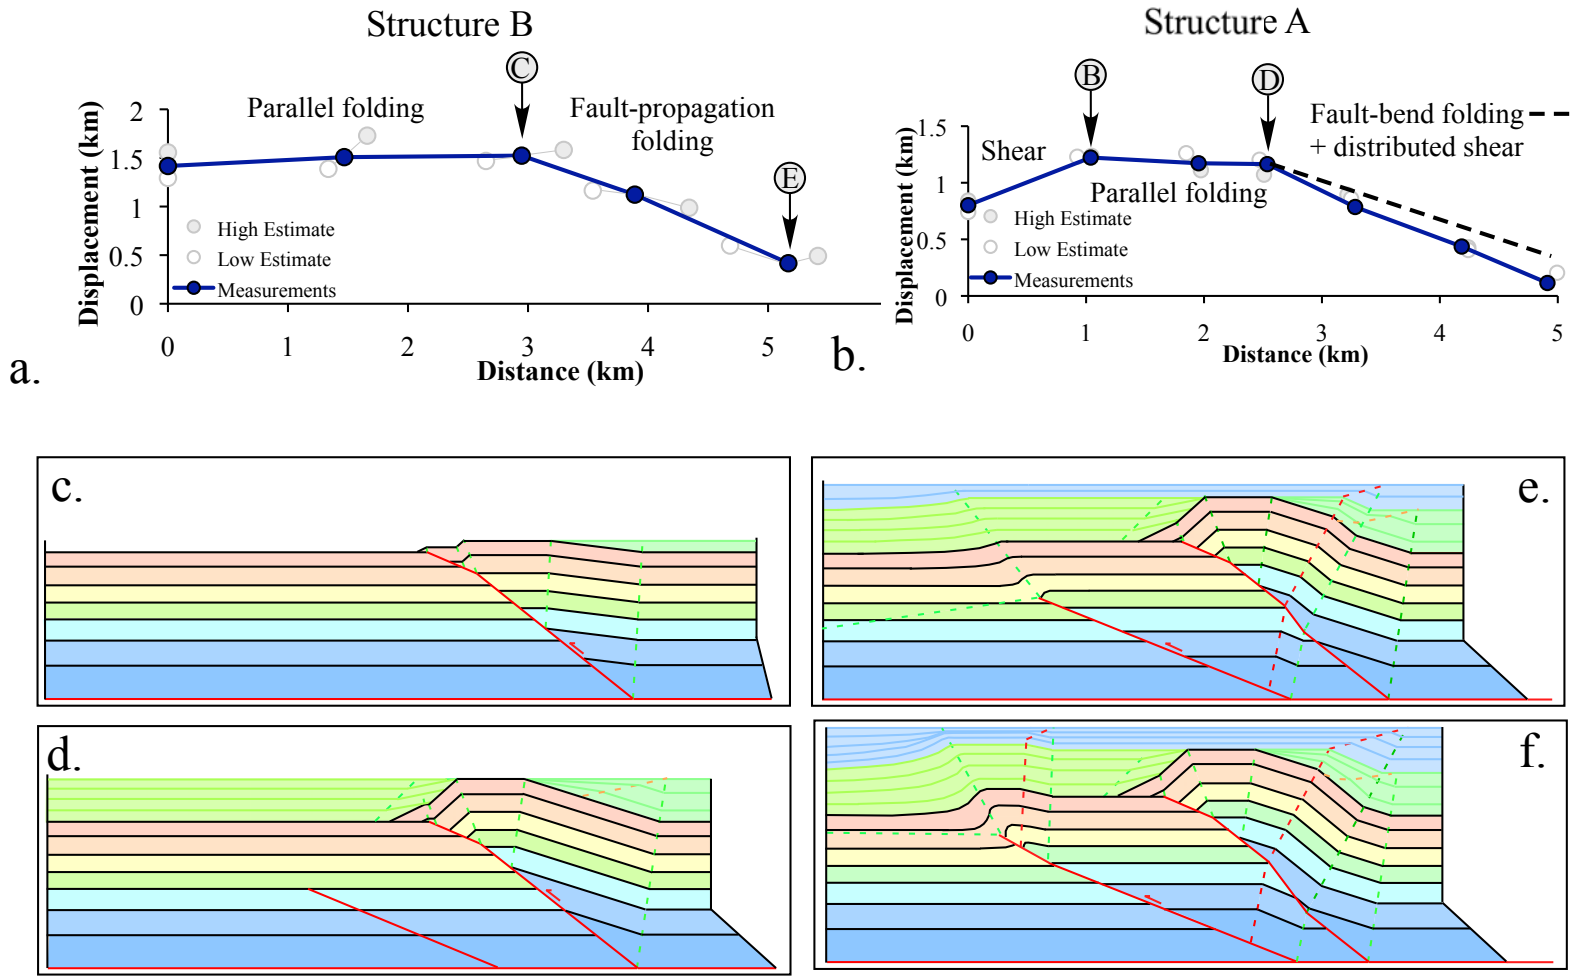 Structure B
C
Parallel folding
Fault-propagation
folding
E
Displacement (km)
2
1.5
1
0.5
0
High Estimate
Low Estimate
Measurements
0
1
2
3
4
5
Distance (km)
a.
Structure A
B
D
Shear
Parallel folding
Fault-bend folding
+ distributed shear
Displacement (km)
1.5
1
0.5
0
High Estimate
Low Estimate
Measurements
0
1
2
3
4
5
Distance (km)
b.
c.
e.
d.
f.